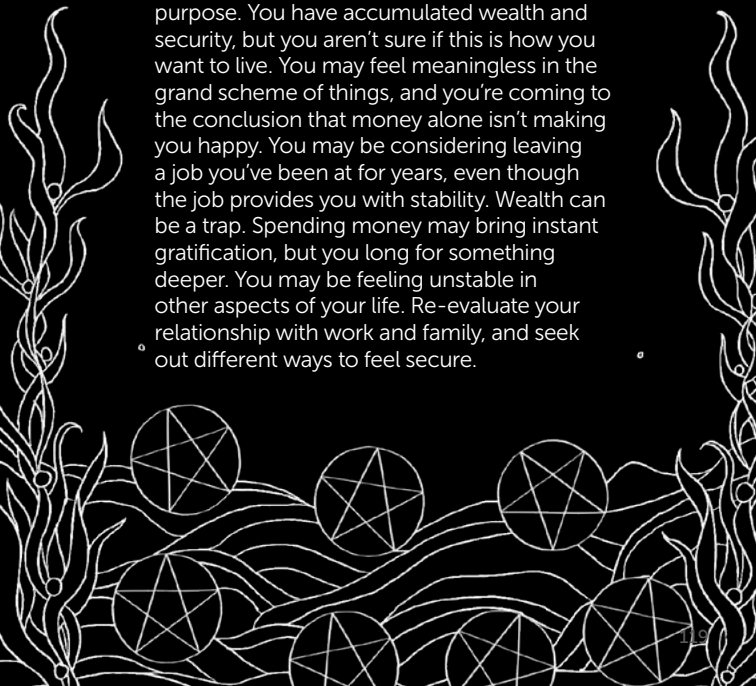 purpose. You have accumulated wealth and
security, but you aren’t sure if this is how you
want to live. You may feel meaningless in the
grand scheme of things, and you’re coming to
the conclusion that money alone isn’t making
you happy. You may be considering leaving
a job you’ve been at for years, even though
the job provides you with stability. Wealth can
be a trap. Spending money may bring instant
gratification, but you long for something
deeper. You may be feeling unstable in
other aspects of your life. Re-evaluate your
relationship with work and family, and seek
out different ways to feel secure.
119